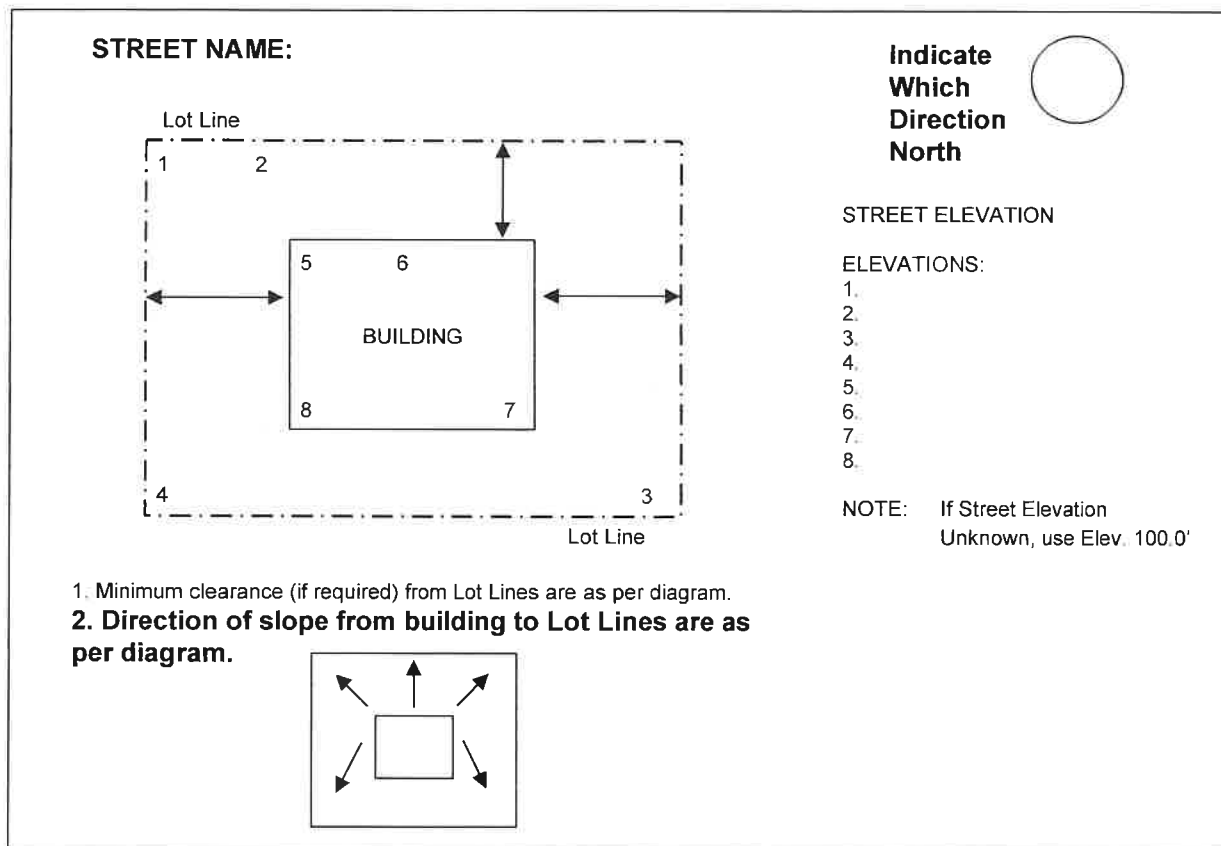 STREET NAME:
Indicate
Which
Direction
North
Lot Line
1 2
5 6
BUILDING
8 7
4 3
Lot Line
STREET ELEVATION
ELEVATIONS:
1.
2.
3.
4.
5.
6.
7.
8.
NOTE: If Street Elevation
Unknown, use Elev. 100.0'
1. Minimum clearance (if required) from Lot Lines are as per diagram.
2. Direction of slope from building to Lot Lines are as
per diagram.